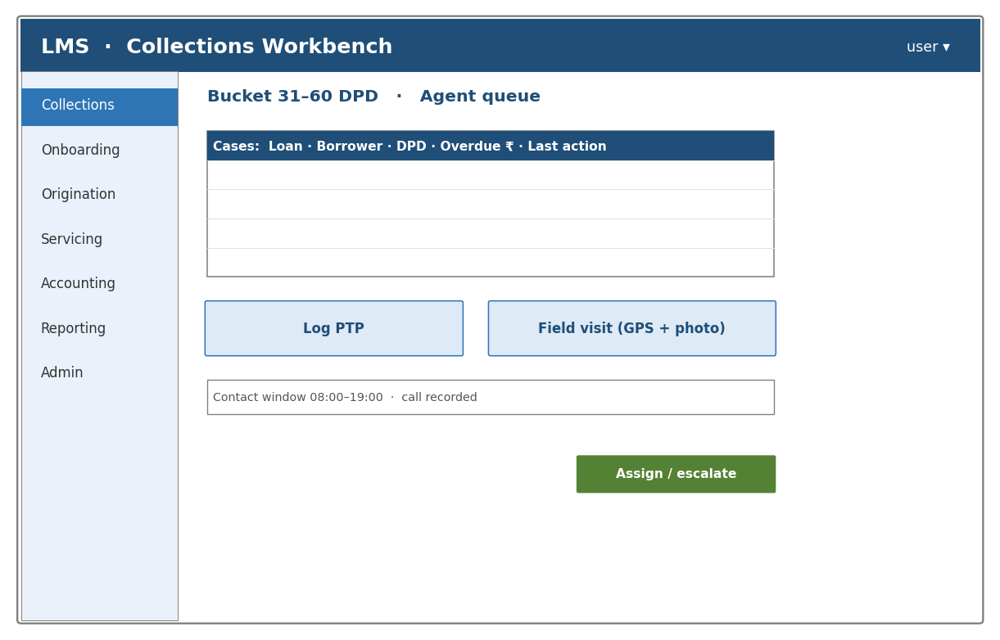 LMS · Collections Workbench
user ▾
Collections
Onboarding
Origination
Servicing
Accounting
Reporting
Admin
Bucket 31–60 DPD · Agent queue
Cases: Loan · Borrower · DPD · Overdue ₹ · Last action
Log PTP
Field visit (GPS + photo)
Contact window 08:00–19:00 · call recorded
Assign / escalate